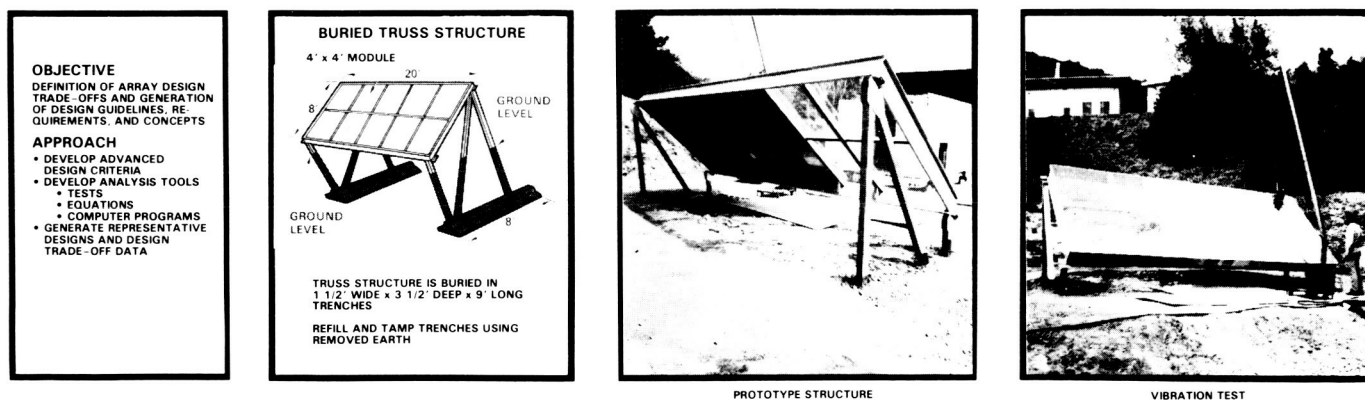 OBJECTIVE
DEFINITION OF ARRAY DESIGN
TRADE-OFFS AND GENERATION
OF DESIGN GUIDELINES, RE-
QUIREMENTS, AND CONCEPTS
APPROACH
• DEVELOP ADVANCED
DESIGN CRITERIA
• DEVELOP ANALYSIS TOOLS
• TESTS
• EQUATIONS
• COMPUTER PROGRAMS
• GENERATE REPRESENTATIVE
DESIGNS AND DESIGN
TRADE-OFF DATA
BURIED TRUSS STRUCTURE
4' x 4' MODULE
20'
8'
GROUND
LEVEL
GROUND
LEVEL
8
TRUSS STRUCTURE IS BURIED IN
1 1/2' WIDE x 3 1/2' DEEP x 9' LONG
TRENCHES
REFILL AND TAMP TRENCHES USING
REMOVED EARTH
PROTOTYPE STRUCTURE
VIBRATION TEST